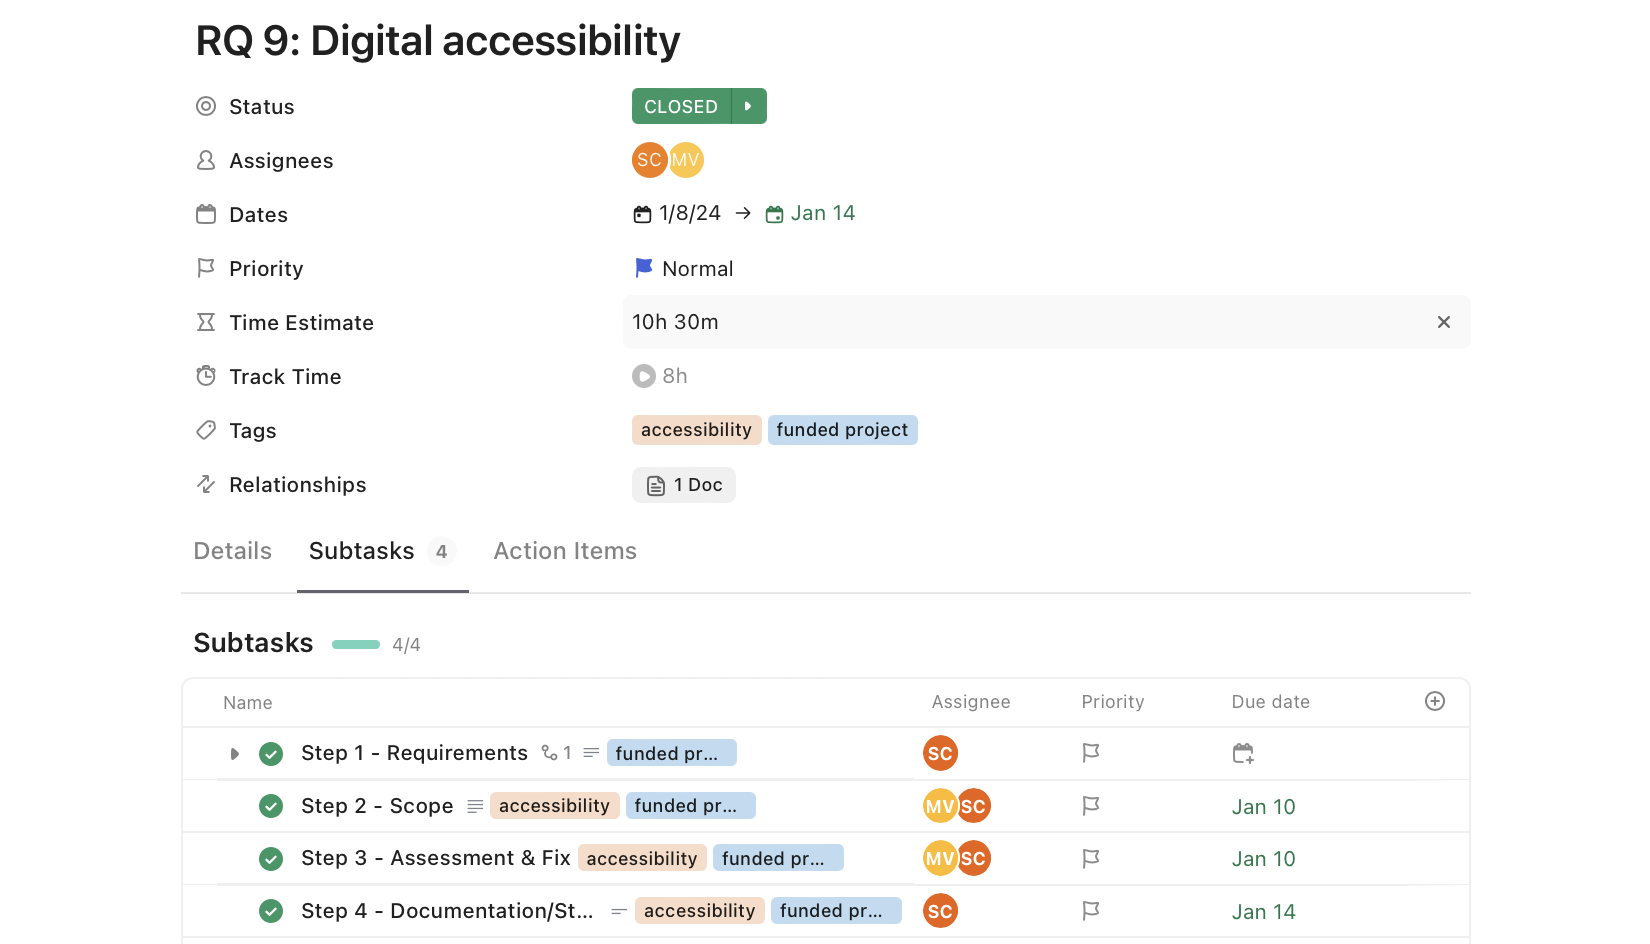 RQ 9: Digital accessibility
Status CLOSED
Assignees SC MV
Dates 1/8/24 → Jan 14
Priority Normal
Time Estimate 10h 30m
Track Time 8h
Tags accessibility funded project
Relationships 1 Doc
Details Subtasks 4 Action Items
Subtasks 4/4
Name Assignee Priority Due date
Step 1 - Requirements 1 funded pr... SC
Step 2 - Scope accessibility funded pr... MV SC Jan 10
Step 3 - Assessment & Fix accessibility funded pr... MV SC Jan 10
Step 4 - Documentation/St... accessibility funded pr... SC Jan 14